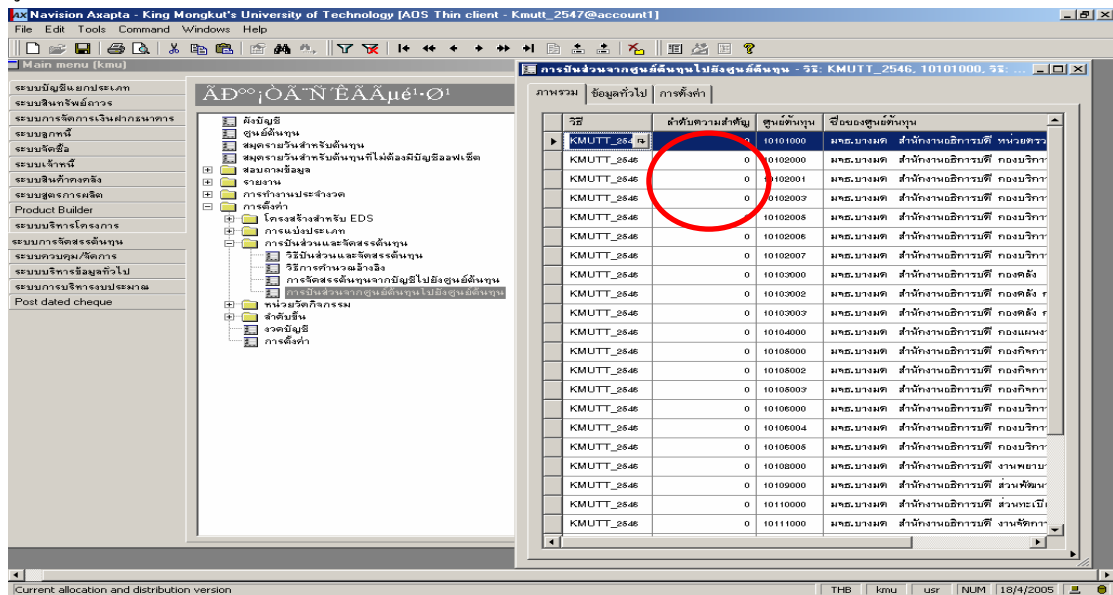 Navision Axapta - King Mongkut's University of Technology [AOS Thin client - Kmutt_2547@account1]
File Edit Tools Command Windows Help
Main menu (kmu)
ระบบบัญชีแยกประเภท
ระบบสินทรัพย์ถาวร
ระบบการจัดการเงินฝากธนาคาร
ระบบลูกหนี้
ระบบจัดซื้อ
ระบบเจ้าหนี้
ระบบสินค้าคงคลัง
ระบบสูตรการผลิต
Product Builder
ระบบบริหารโครงการ
ระบบการจัดสรรต้นทุน
ระบบควบคุม/จัดการ
ระบบบริหารข้อมูลทั่วไป
ระบบการบริหารงบประมาณ
Post dated cheque
ÃÐºº¡ÒÃ¨Ñ´ÊÃÃµé¹·Ø¹
ผังบัญชี
ศูนย์ต้นทุน
สมุดรายวันสำหรับต้นทุน
สมุดรายวันสำหรับต้นทุนที่ไม่ต้องมีบัญชีออฟเซ็ต
สอบถามข้อมูล
รายงาน
การทำงานประจำงวด
การตั้งค่า
โครงสร้างสำหรับ EDS
การแบ่งประเภท
การปันส่วนและจัดสรรต้นทุน
วิธีปันส่วนและจัดสรรต้นทุน
วิธีการคำนวณอ้างอิง
การจัดสรรต้นทุนจากบัญชีไปยังศูนย์ต้นทุน
การปันส่วนจากศูนย์ต้นทุนไปยังศูนย์ต้นทุน
หน่วยวัดกิจกรรม
ลำดับขั้น
งวดบัญชี
การตั้งค่า
การปันส่วนจากศูนย์ต้นทุนไปยังศูนย์ต้นทุน - วิธี: KMUTT_2546, 10101000, วิธี: ...
ภาพรวม ข้อมูลทั่วไป การตั้งค่า
วิธี ลำดับความสำคัญ ศูนย์ต้นทุน ชื่อของศูนย์ต้นทุน
KMUTT_254 10101000 มจธ.บางมด สำนักงานอธิการบดี หน่วยตรว
KMUTT_2546 0 10102000 มจธ.บางมด สำนักงานอธิการบดี กองบริกา
KMUTT_2546 0 10102001 มจธ.บางมด สำนักงานอธิการบดี กองบริกา
KMUTT_2546 0 10102003 มจธ.บางมด สำนักงานอธิการบดี กองบริกา
KMUTT_2546 0 10102005 มจธ.บางมด สำนักงานอธิการบดี กองบริกา
KMUTT_2546 0 10102006 มจธ.บางมด สำนักงานอธิการบดี กองบริกา
KMUTT_2546 0 10102007 มจธ.บางมด สำนักงานอธิการบดี กองบริกา
KMUTT_2546 0 10103000 มจธ.บางมด สำนักงานอธิการบดี กองคลัง
KMUTT_2546 0 10103002 มจธ.บางมด สำนักงานอธิการบดี กองคลัง
KMUTT_2546 0 10103003 มจธ.บางมด สำนักงานอธิการบดี กองคลัง
KMUTT_2546 0 10104000 มจธ.บางมด สำนักงานอธิการบดี กองแผนง
KMUTT_2546 0 10105000 มจธ.บางมด สำนักงานอธิการบดี กองกิจกา
KMUTT_2546 0 10105002 มจธ.บางมด สำนักงานอธิการบดี กองกิจกา
KMUTT_2546 0 10105003 มจธ.บางมด สำนักงานอธิการบดี กองกิจกา
KMUTT_2546 0 10106000 มจธ.บางมด สำนักงานอธิการบดี กองบริกา
KMUTT_2546 0 10106004 มจธ.บางมด สำนักงานอธิการบดี กองบริกา
KMUTT_2546 0 10106005 มจธ.บางมด สำนักงานอธิการบดี กองบริกา
KMUTT_2546 0 10108000 มจธ.บางมด สำนักงานอธิการบดี งานพยาบา
KMUTT_2546 0 10109000 มจธ.บางมด สำนักงานอธิการบดี ส่วนพัฒน
KMUTT_2546 0 10110000 มจธ.บางมด สำนักงานอธิการบดี ส่วนทะเบี
KMUTT_2546 0 10111000 มจธ.บางมด สำนักงานอธิการบดี งานจัดกา
Current allocation and distribution version THB kmu usr NUM 18/4/2005